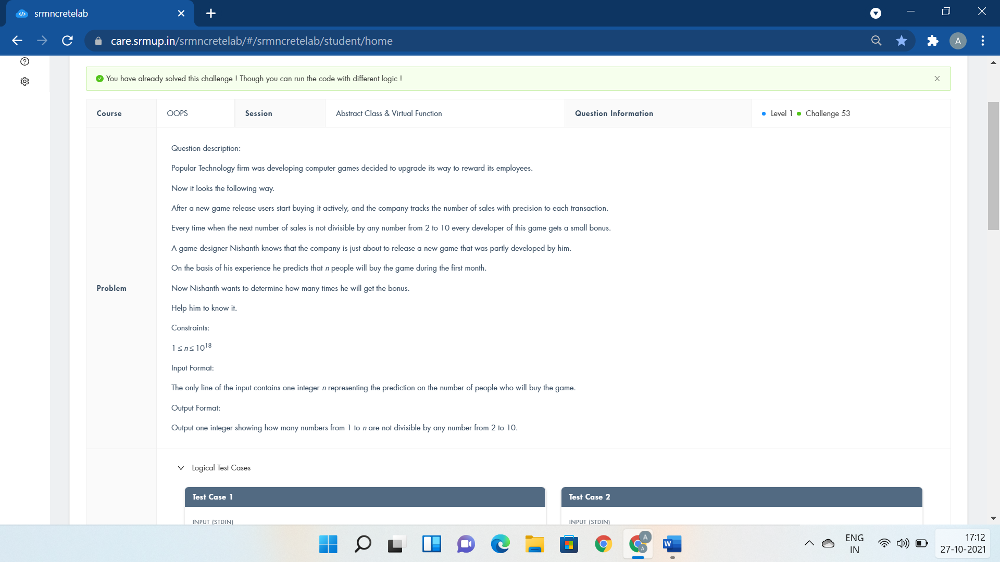 srmncretelab
care.srmup.in/srmncretelab/#/srmncretelab/student/home
A
You have already solved this challenge ! Though you can run the code with different logic !
Course
OOPS
Session
Abstract Class & Virtual Function
Question Information
Level 1
Challenge 53
Problem
Question description:
Popular Technology firm was developing computer games decided to upgrade its way to reward its employees.
Now it looks the following way.
After a new game release users start buying it actively, and the company tracks the number of sales with precision to each transaction.
Every time when the next number of sales is not divisible by any number from 2 to 10 every developer of this game gets a small bonus.
A game designer Nishanth knows that the company is just about to release a new game that was partly developed by him.
On the basis of his experience he predicts that n people will buy the game during the first month.
Now Nishanth wants to determine how many times he will get the bonus.
Help him to know it.
Constraints:
1 ≤ n ≤ 10^18
Input Format:
The only line of the input contains one integer n representing the prediction on the number of people who will buy the game.
Output Format:
Output one integer showing how many numbers from 1 to n are not divisible by any number from 2 to 10.
Logical Test Cases
Test Case 1
Test Case 2
INPUT (STDIN)
INPUT (STDIN)
A
A
W
ENG
IN
17:12
27-10-2021